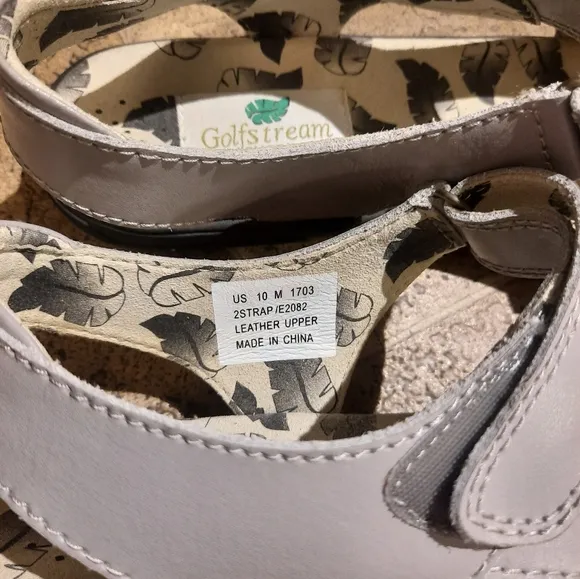 Golfstream
US 10 M 1703
2STRAP/E2082
LEATHER UPPER
MADE IN CHINA